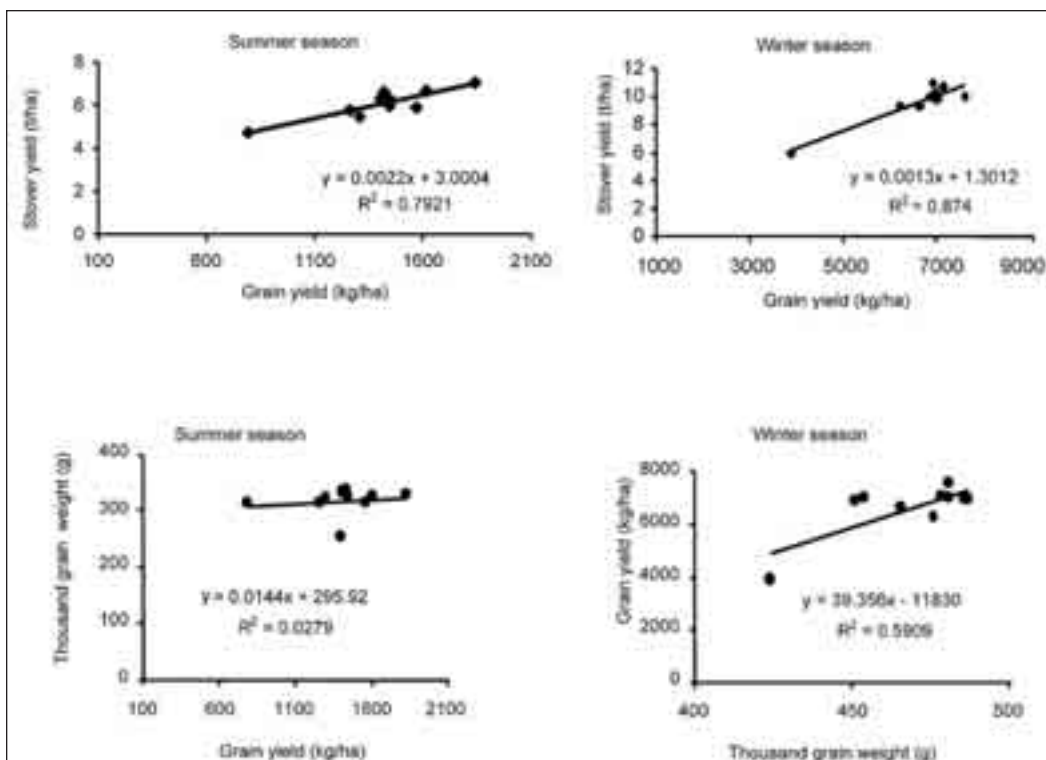 Summer season
Stover yield (t/ha)
8
6
4
2
0
100 600 1100 1600 2100
y = 0.0022x + 3.0004
R² = 0.7921
Grain yield (kg/ha)
Winter season
Stover yield (t/ha)
12
10
8
6
4
2
0
1000 3000 5000 7000 9000
y = 0.0013x + 1.3012
R² = 0.874
Grain yield (kg/ha)
Summer season
Thousand grain weight (g)
400
300
200
100
0
100 600 1100 1600 2100
y = 0.0144x + 295.92
R² = 0.0279
Grain yield (kg/ha)
Winter season
Grain yield (kg/ha)
8000
6000
4000
2000
0
400 450 500
y = 39.356x - 11830
R² = 0.5909
Thousand grain weight (g)